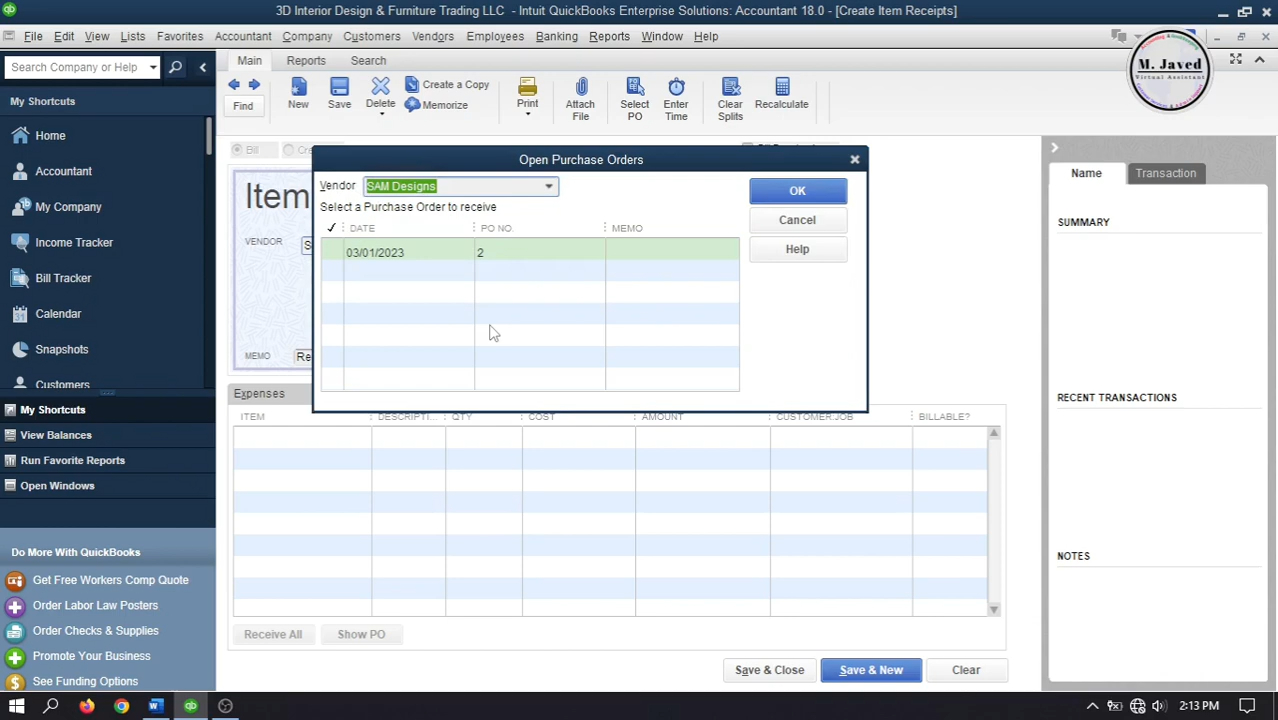 3D Interior Design & Furniture Trading LLC - Intuit QuickBooks Enterprise Solutions: Accountant 18.0 - [Create Item Receipts]
File Edit View Lists Favorites Accountant Company Customers Vendors Employees Banking Reports Window Help
Search Company or Help
My Shortcuts
Home
Accountant
My Company
Income Tracker
Bill Tracker
Calendar
Snapshots
Customers
My Shortcuts
View Balances
Run Favorite Reports
Open Windows
Do More With QuickBooks
Get Free Workers Comp Quote
Order Labor Law Posters
Order Checks & Supplies
Promote Your Business
See Funding Options
Main Reports Search
Find
New
Save
Delete
Create a Copy
Memorize
Print
Attach File
Select PO
Enter Time
Clear Splits
Recalculate
M. Javed
Virtual Assistant
Bill
Item
VENDOR
MEMO Re
Open Purchase Orders
Vendor SAM Designs
Select a Purchase Order to receive
DATE PO NO. MEMO
03/01/2023 2
OK
Cancel
Help
Expenses
ITEM DESCRIPTI... QTY COST AMOUNT CUSTOMER:JOB BILLABLE?
Receive All Show PO
Save & Close Save & New Clear
Name Transaction
SUMMARY
RECENT TRANSACTIONS
NOTES
2:13 PM